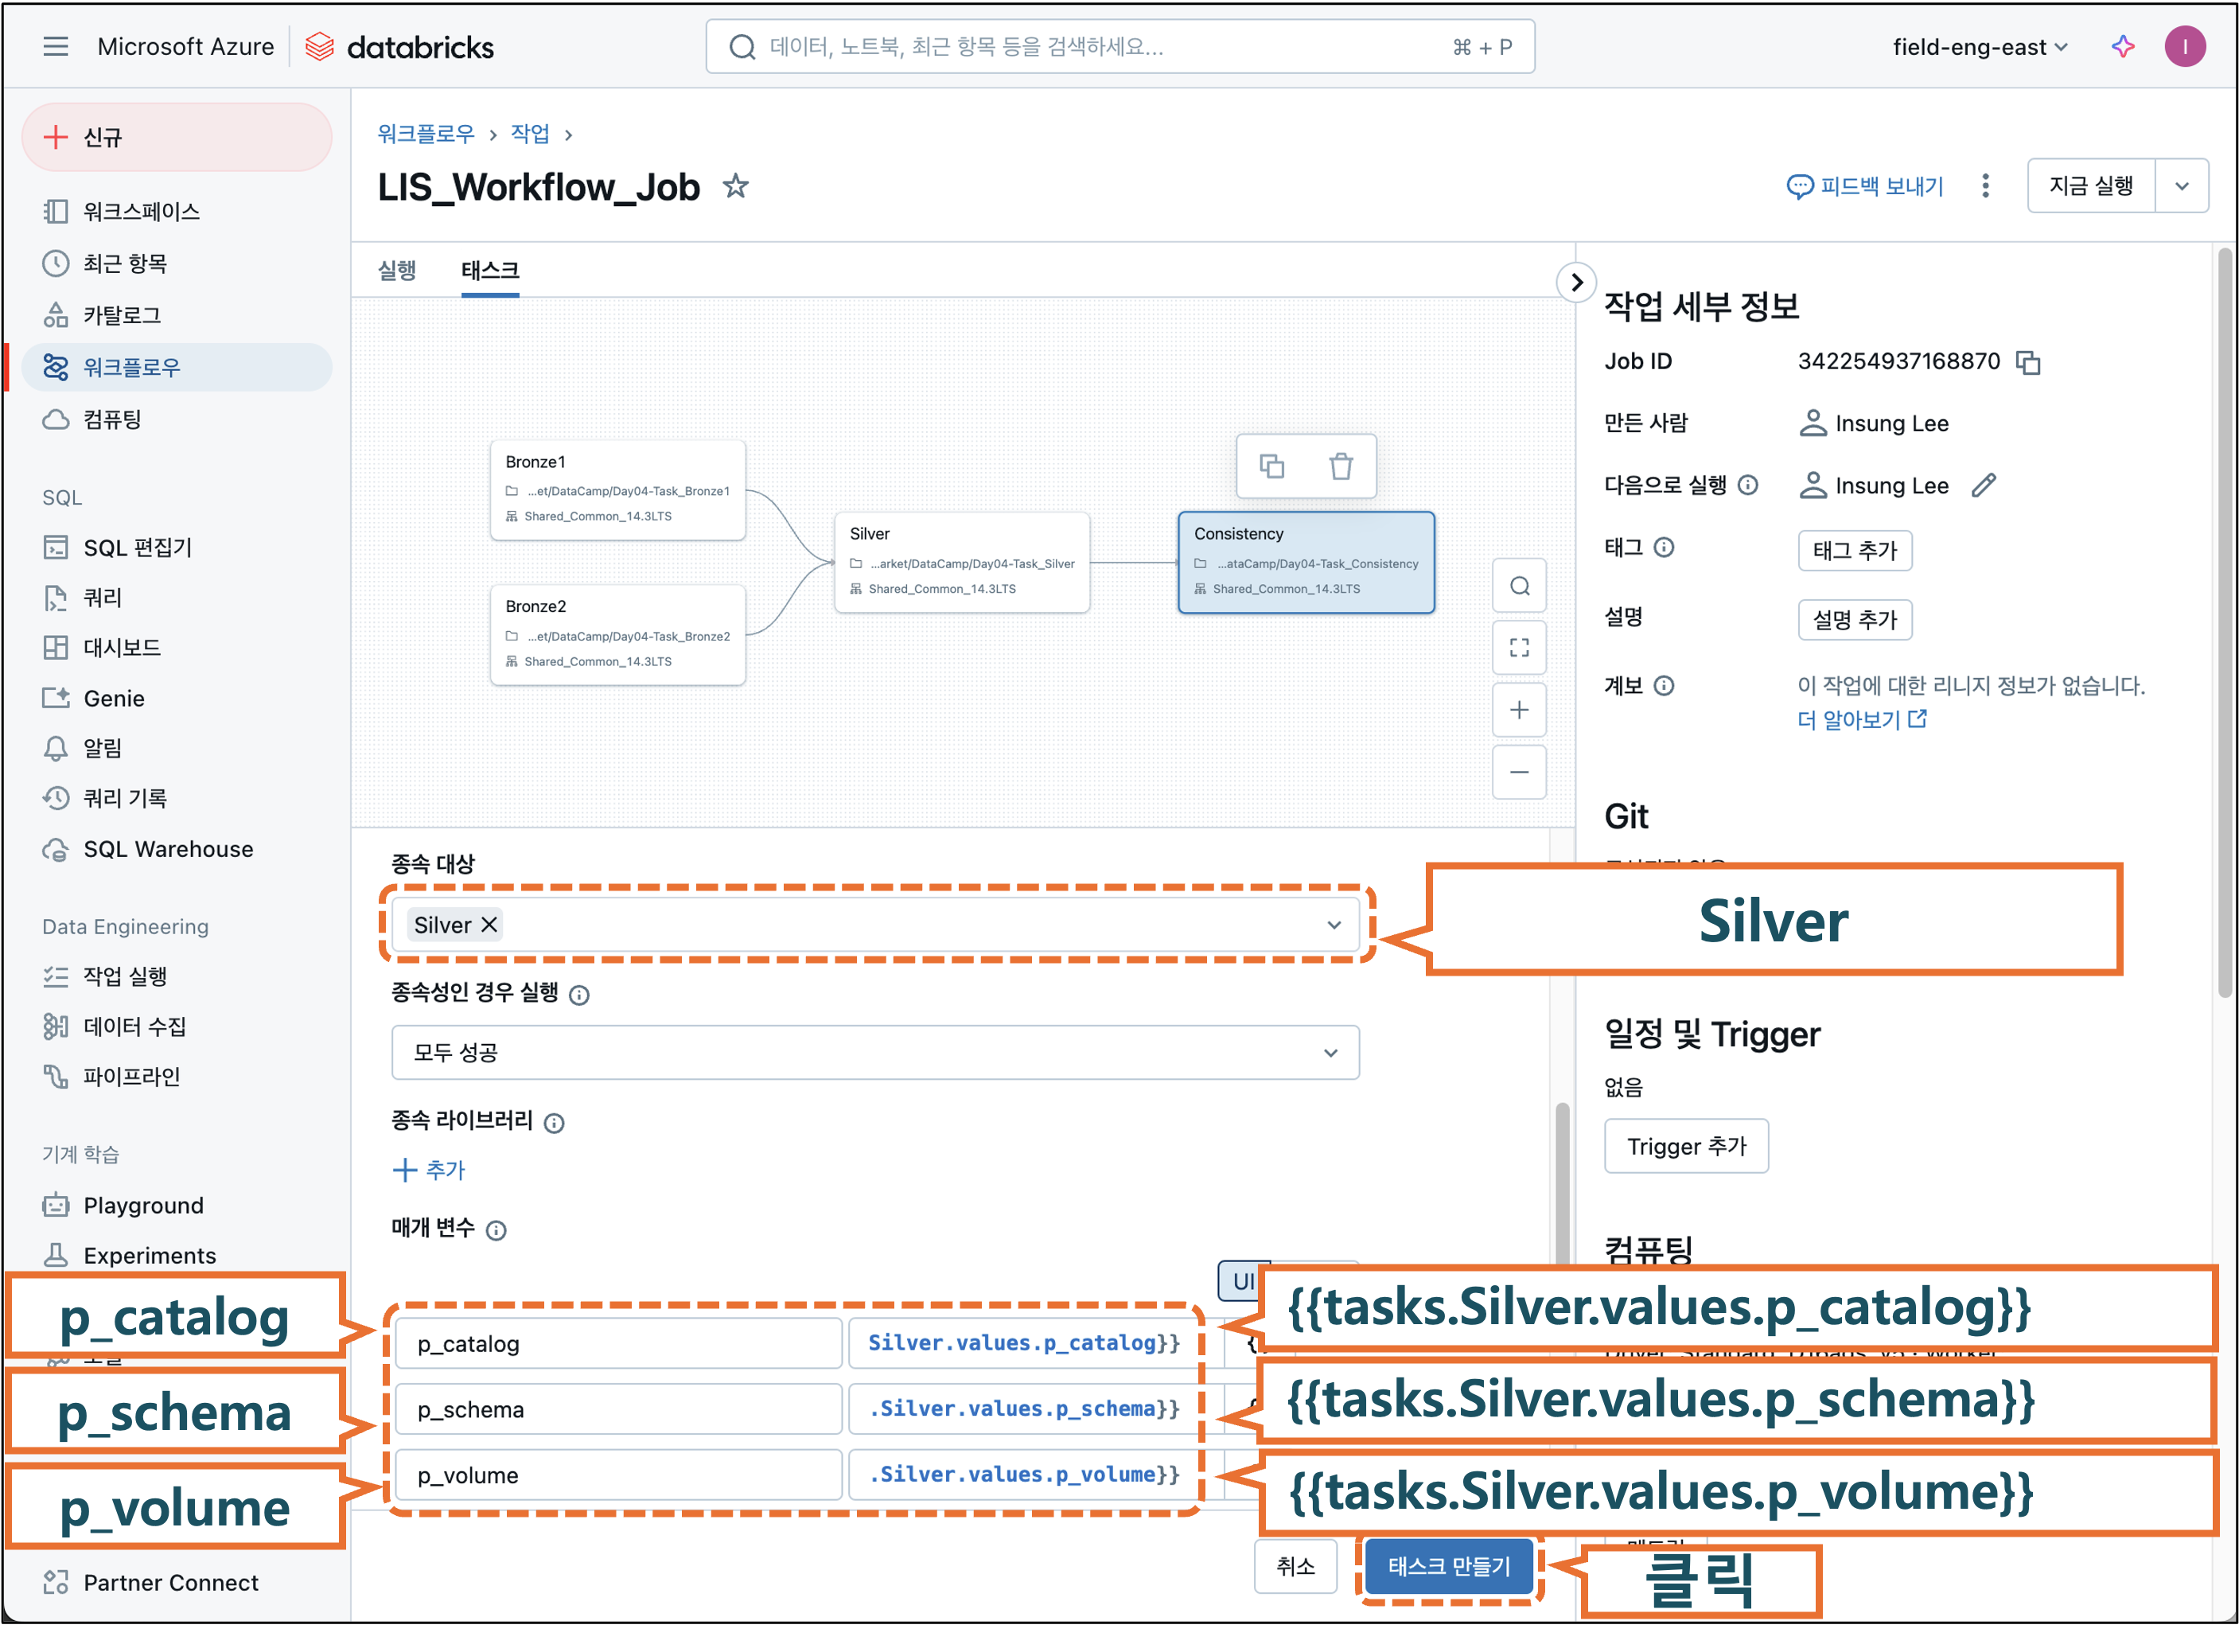 Microsoft Azure
databricks
데이터, 노트북, 최근 항목 등을 검색하세요...
⌘ + P
field-eng-east
I
신규
워크스페이스
최근 항목
카탈로그
워크플로우
컴퓨팅
SQL
SQL 편집기
쿼리
대시보드
Genie
알림
쿼리 기록
SQL Warehouse
Data Engineering
작업 실행
데이터 수집
파이프라인
기계 학습
Playground
Experiments
Partner Connect
워크플로우 › 작업 ›
LIS_Workflow_Job
피드백 보내기
지금 실행
실행
태스크
Bronze1
...et/DataCamp/Day04-Task_Bronze1
Shared_Common_14.3LTS
Bronze2
...et/DataCamp/Day04-Task_Bronze2
Shared_Common_14.3LTS
Silver
...arket/DataCamp/Day04-Task_Silver
Shared_Common_14.3LTS
Consistency
...ataCamp/Day04-Task_Consistency
Shared_Common_14.3LTS
종속 대상
Silver
종속성인 경우 실행
모두 성공
종속 라이브러리
+ 추가
매개 변수
UI
p_catalog
Silver.values.p_catalog}}
p_schema
.Silver.values.p_schema}}
p_volume
.Silver.values.p_volume}}
취소
태스크 만들기
작업 세부 정보
Job ID
342254937168870
만든 사람
Insung Lee
다음으로 실행
Insung Lee
태그
태그 추가
설명
설명 추가
계보
이 작업에 대한 리니지 정보가 없습니다.
더 알아보기
Git
일정 및 Trigger
없음
Trigger 추가
컴퓨팅
Silver
p_catalog
p_schema
p_volume
{{tasks.Silver.values.p_catalog}}
{{tasks.Silver.values.p_schema}}
{{tasks.Silver.values.p_volume}}
클릭